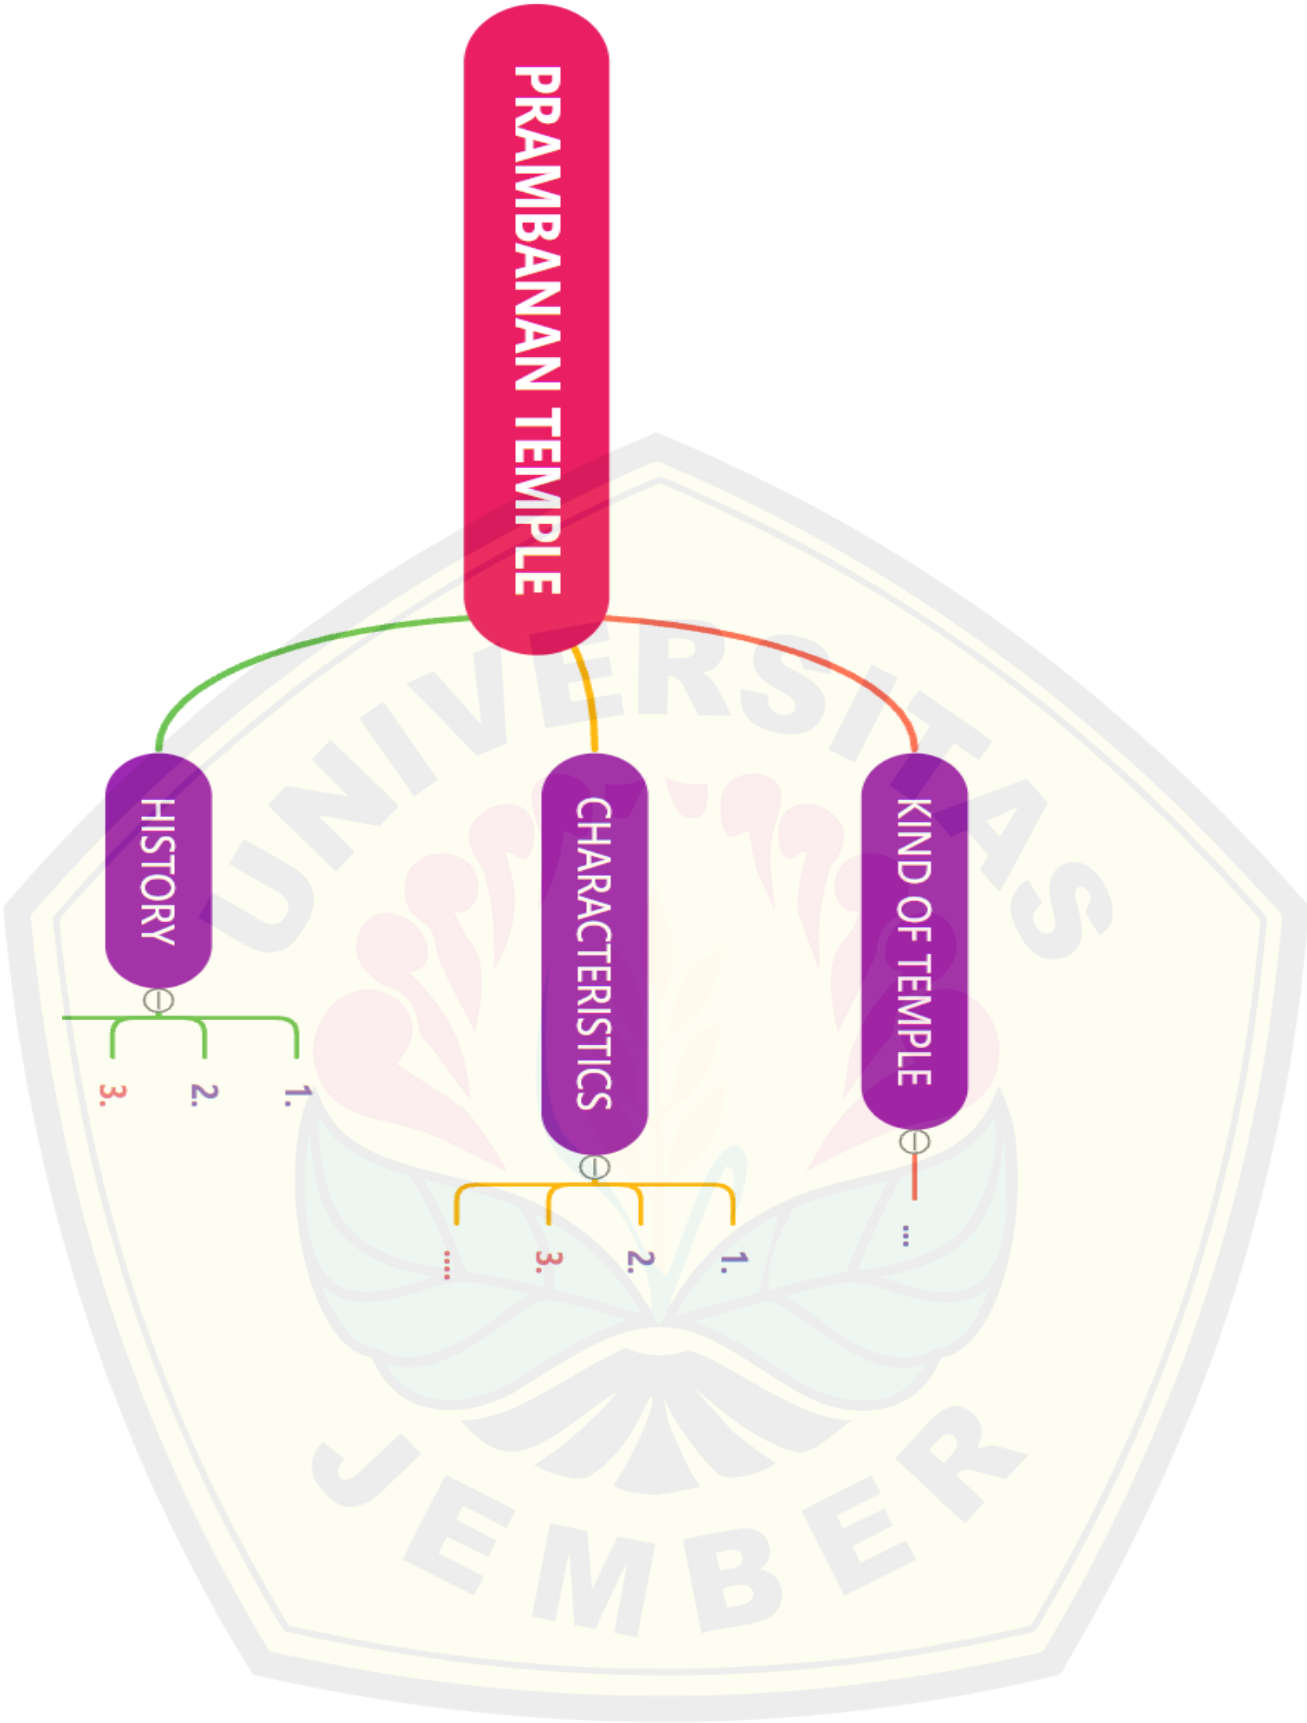 PRAMBANAN TEMPLE
KIND OF TEMPLE
...
CHARACTERISTICS
1.
2.
3.
....
HISTORY
1.
2.
3.
UNIVERSITAS
JEMBER